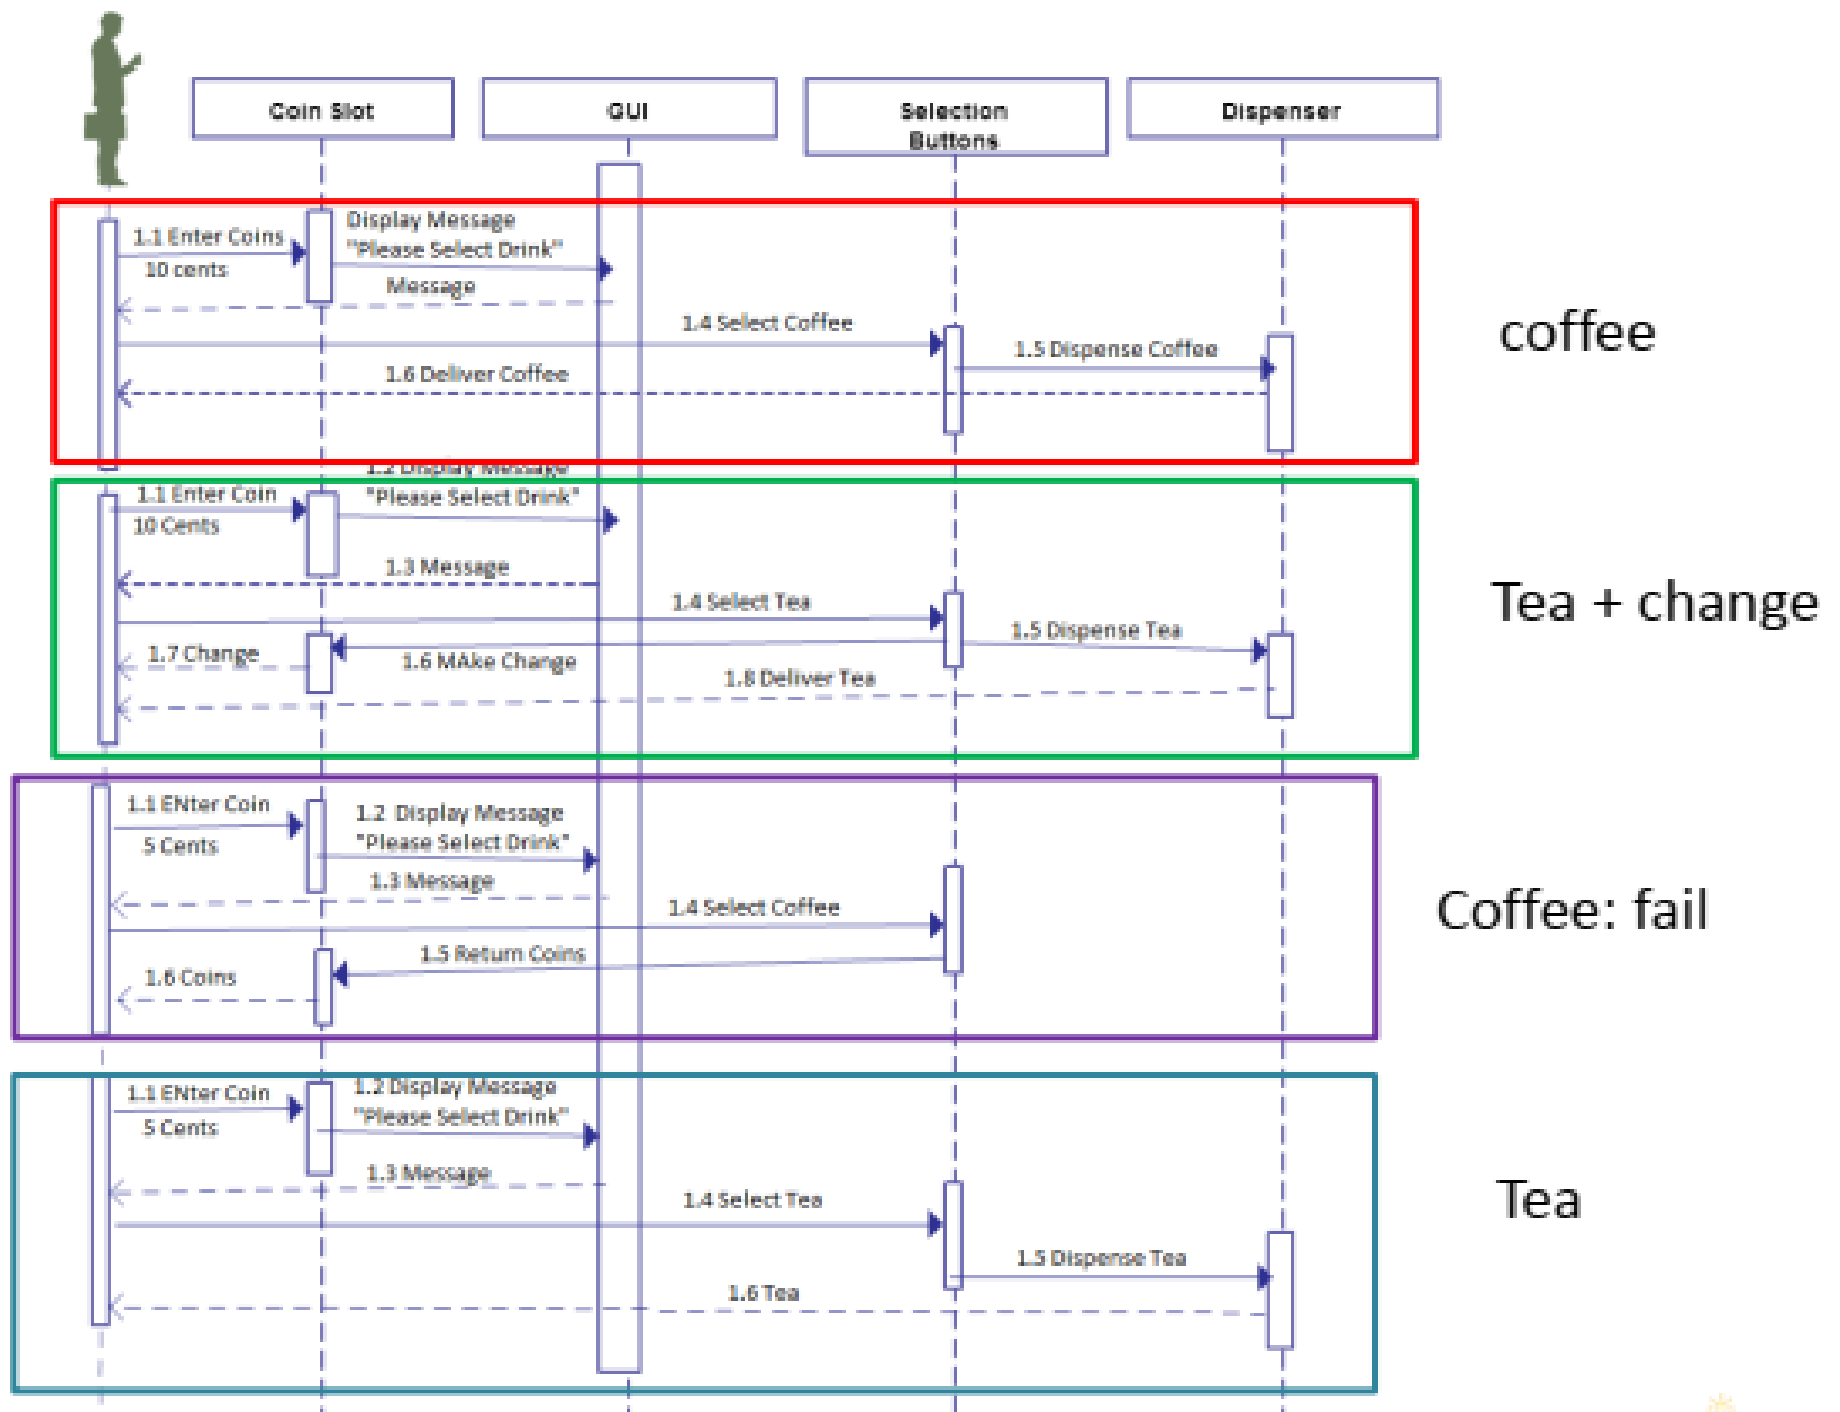 Coin Slot
GUI
Selection
Buttons
Dispenser
1.1 Enter Coins
10 cents
Display Message
"Please Select Drink"
Message
1.4 Select Coffee
1.5 Dispense Coffee
1.6 Deliver Coffee
coffee
1.2 Display Message
1.1 Enter Coin
10 Cents
"Please Select Drink"
1.3 Message
1.4 Select Tea
1.5 Dispense Tea
1.7 Change
1.6 MAke Change
1.8 Deliver Tea
Tea + change
1.1 ENter Coin
5 Cents
1.2 Display Message
"Please Select Drink"
1.3 Message
1.4 Select Coffee
1.5 Return Coins
1.6 Coins
Coffee: fail
1.1 ENter Coin
5 Cents
1.2 Display Message
"Please Select Drink"
1.3 Message
1.4 Select Tea
1.5 Dispense Tea
1.6 Tea
Tea